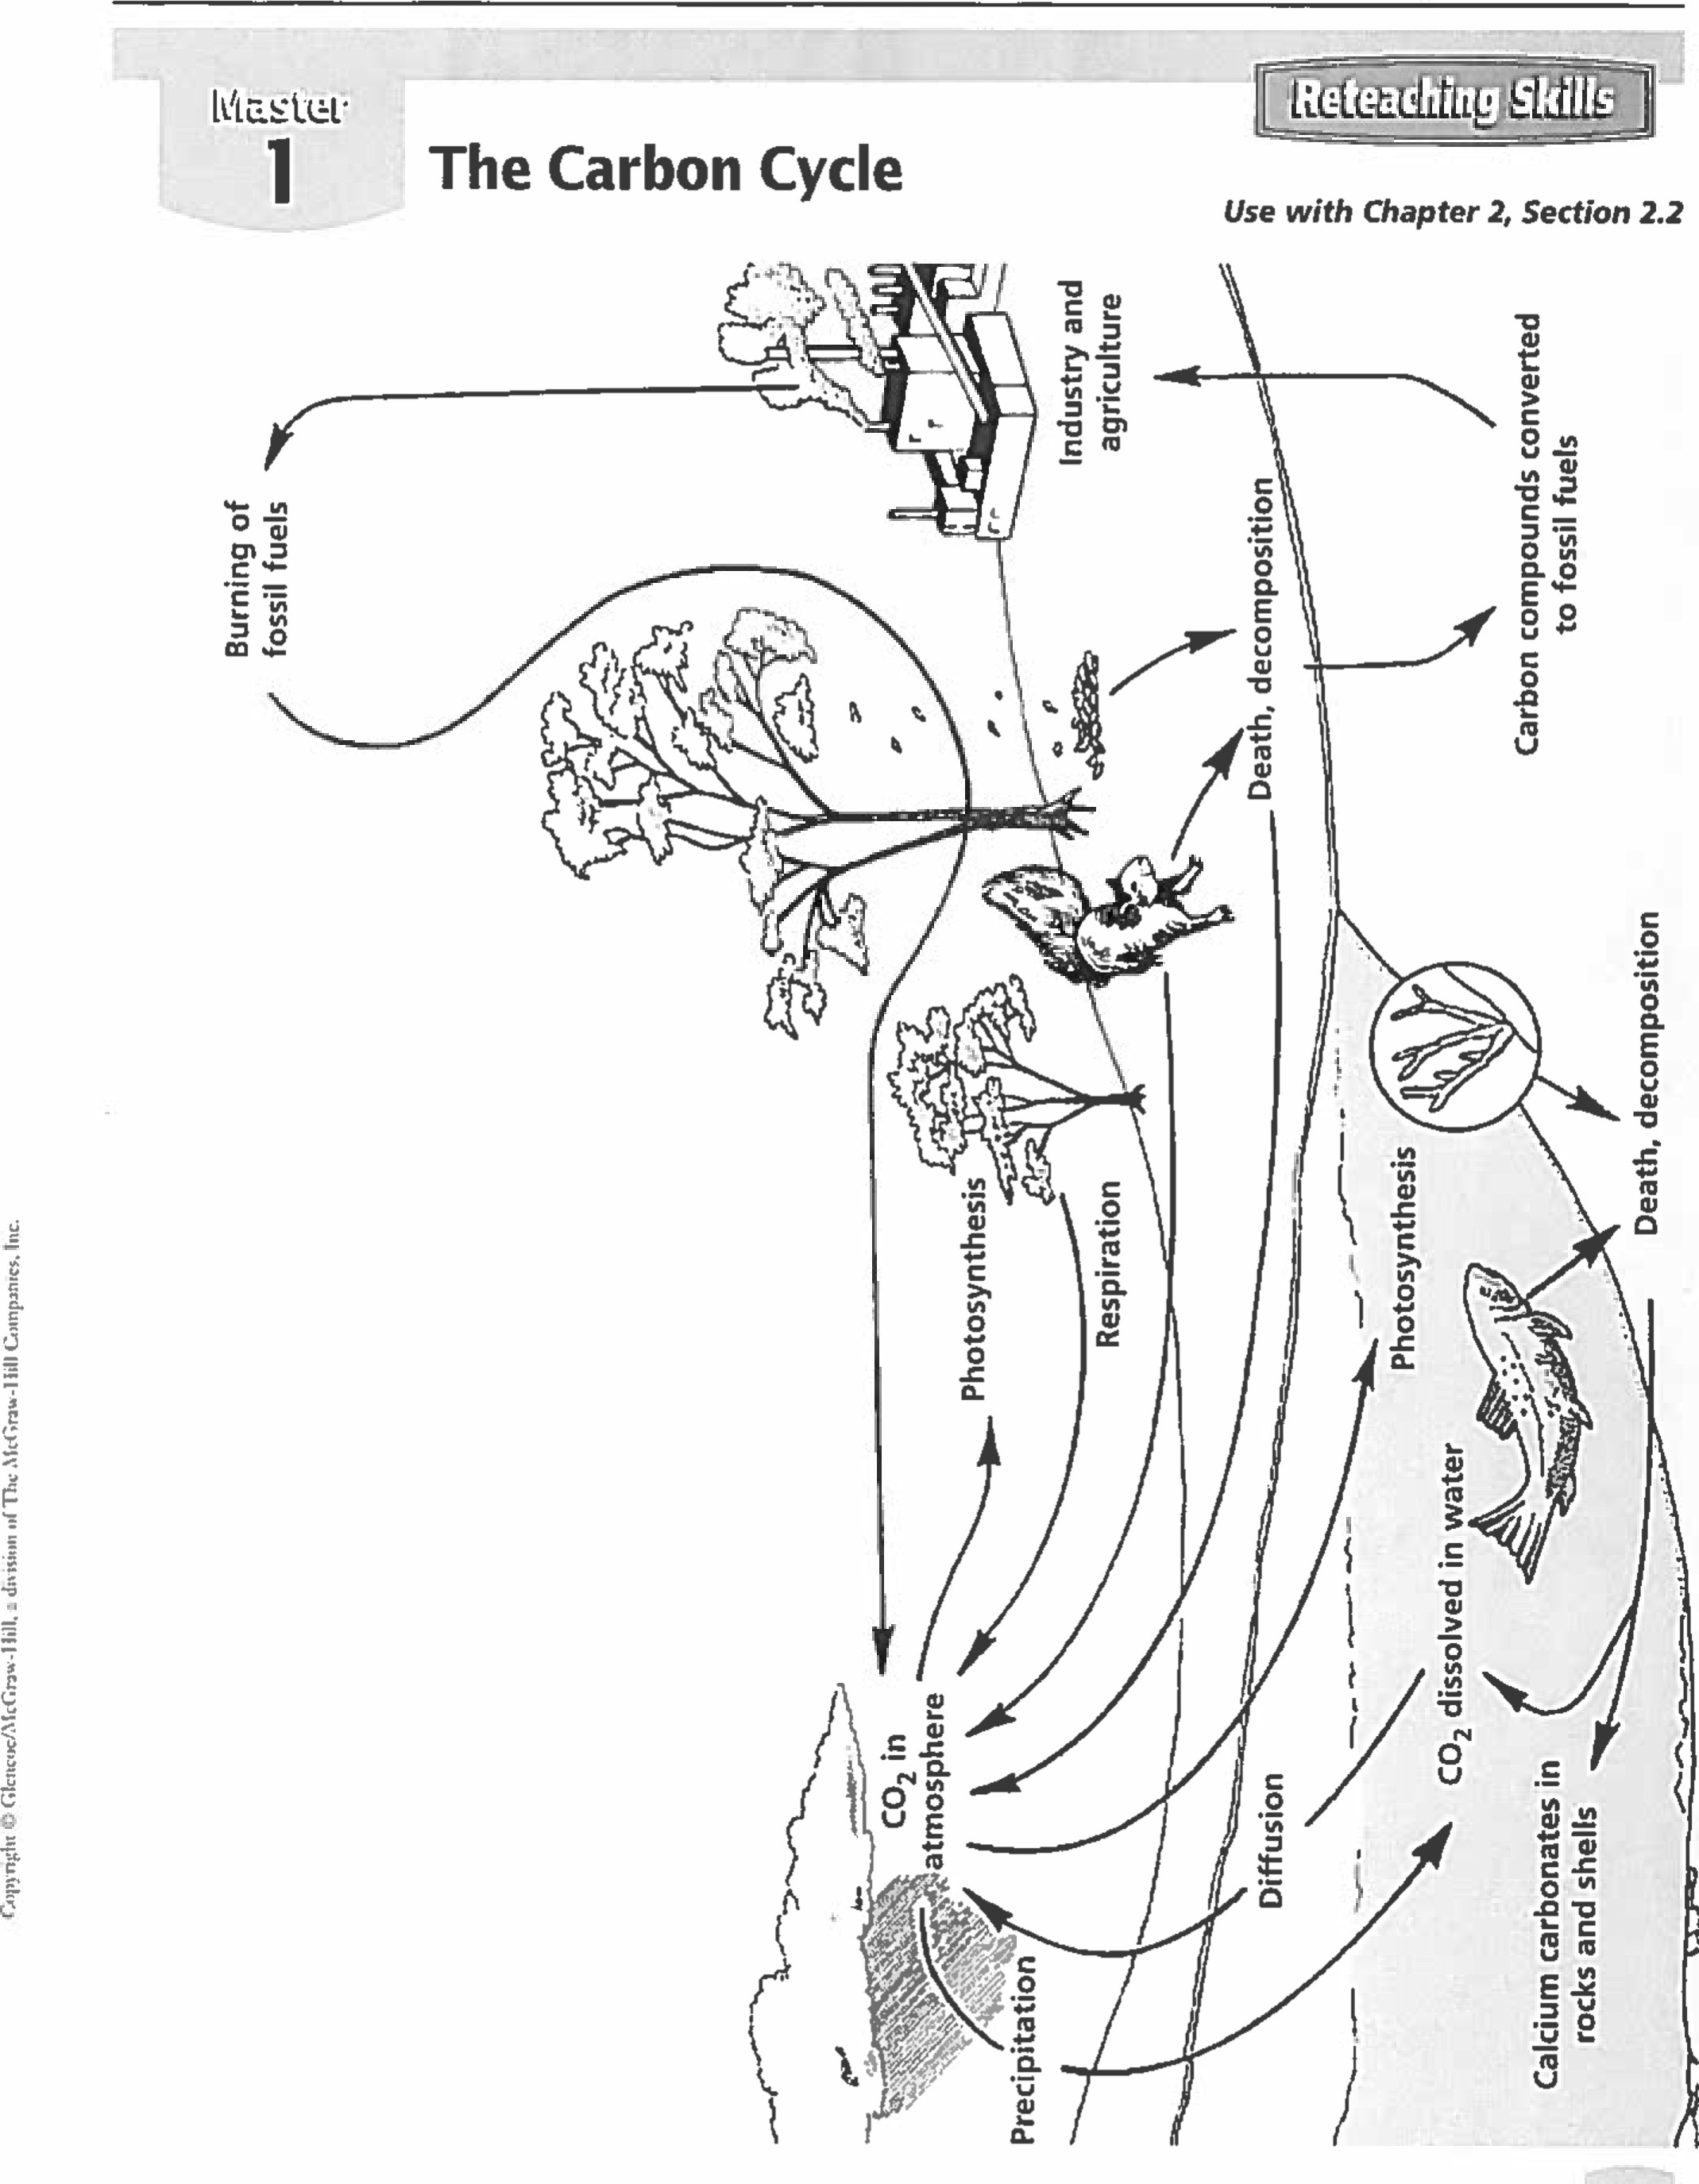 Master
1
The Carbon Cycle
Reteaching Skills
Use with Chapter 2, Section 2.2
Burning of
fossil fuels
Industry and
agriculture
Death, decomposition
Carbon compounds converted
to fossil fuels
Photosynthesis
Respiration
CO₂ in
atmosphere
Precipitation
Diffusion
Photosynthesis
CO₂ dissolved in water
Death, decomposition
Calcium carbonates in
rocks and shells
Copyright © Glencoe/McGraw-Hill, a division of The McGraw-Hill Companies, Inc.